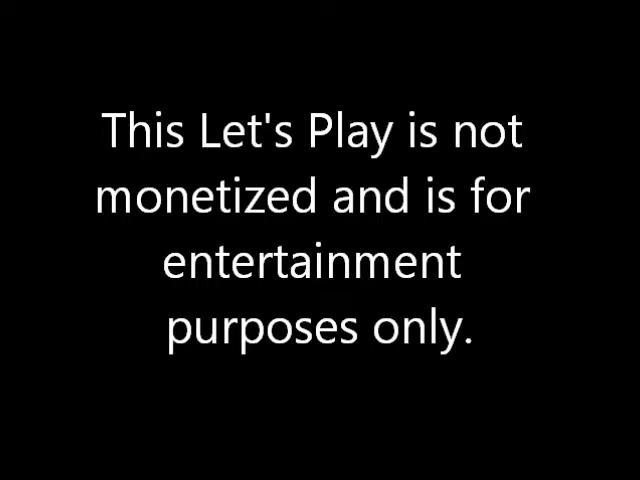 This Let's Play is not
monetized and is for
entertainment
purposes only.